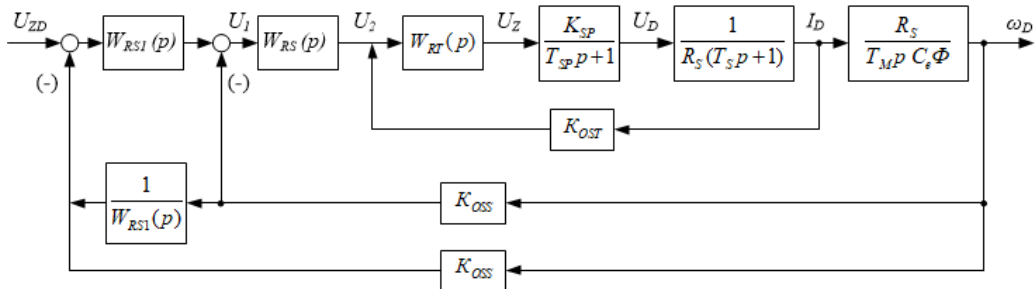 U_ZD W_RS1(p) U_1 W_RS(p) U_2 W_RT(p) U_Z K_SP / (T_SP p+1) U_D 1 / (R_S(T_S p+1)) I_D R_S / (T_M p C_e Φ) ω_D
(-) (-)
K_OST
1 / W_RS1(p) K_OSS
K_OSS